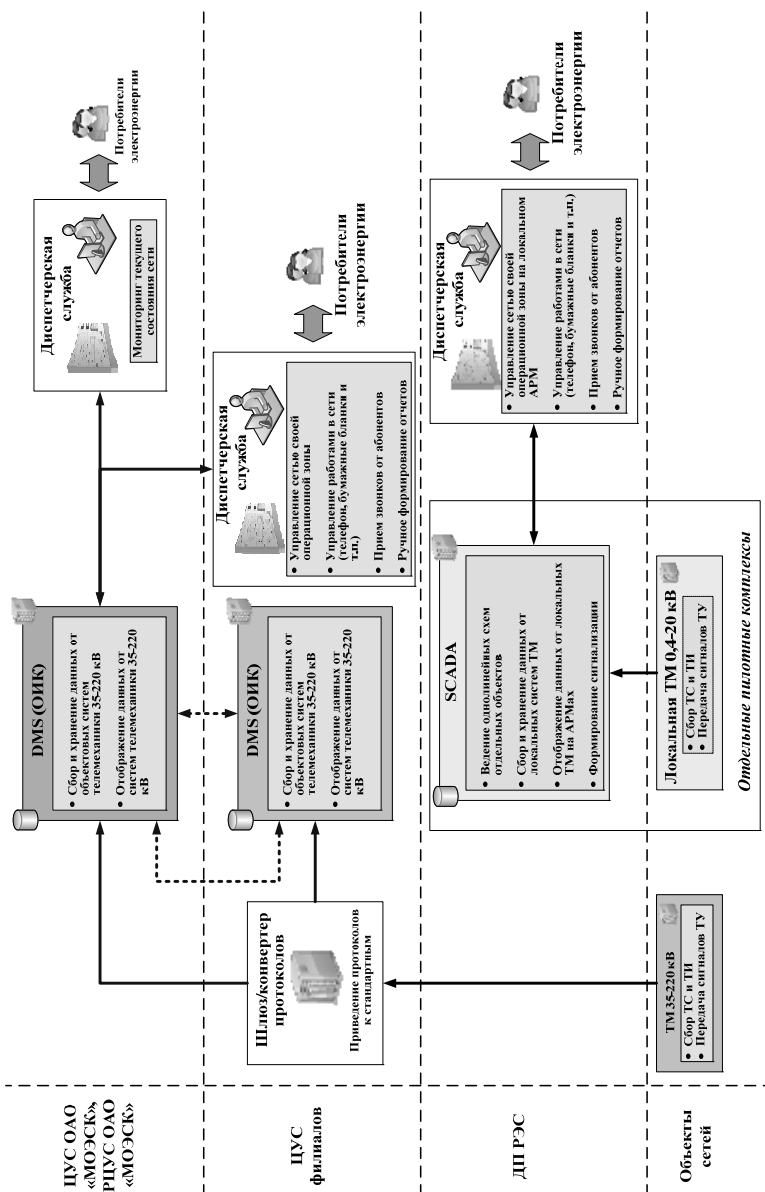 ЦУС ОАО
«МОЭСК»,
РЦУС ОАО
«МОЭСК»
DMS (ОИК)
• Сбор и хранение данных от
объектовых систем
телемеханики 35-220 кВ
• Отображение данных от
систем телемеханики 35-220
кВ
Диспетчерская
служба
Мониторинг текущего
состояния сети
Потребители
электроэнергии
ЦУС
филиалов
Шлюз/конвертер
протоколов
Приведение протоколов
к стандартным
DMS (ОИК)
• Сбор и хранение данных от
объектовых систем
телемеханики 35-220 кВ
• Отображение данных от
систем телемеханики 35-220
кВ
Диспетчерская
служба
• Управление сетью своей
операционной зоны
• Управление работами в сети
(телефон, бумажные бланки и
т.п.)
• Прием звонков от абонентов
• Ручное формирование отчетов
Потребители
электроэнергии
ДП РЭС
SCADA
• Ведение однолинейных схем
отдельных объектов
• Сбор и хранение данных от
локальных систем ТМ
• Отображение данных от локальных
ТМ на АРМах
• Формирование сигнализации
Диспетчерская
служба
• Управление сетью своей
операционной зоны на локальном
АРМ
• Управление работами в сети
(телефон, бумажные бланки и т.п.)
• Прием звонков от абонентов
• Ручное формирование отчетов
Потребители
электроэнергии
Объекты
сетей
ТМ 35-220 кВ
• Сбор ТС и ТИ
• Передача сигналов ТУ
Локальная ТМ 0,4-20 кВ
• Сбор ТС и ТИ
• Передача сигналов ТУ
Отдельные пилотные комплексы